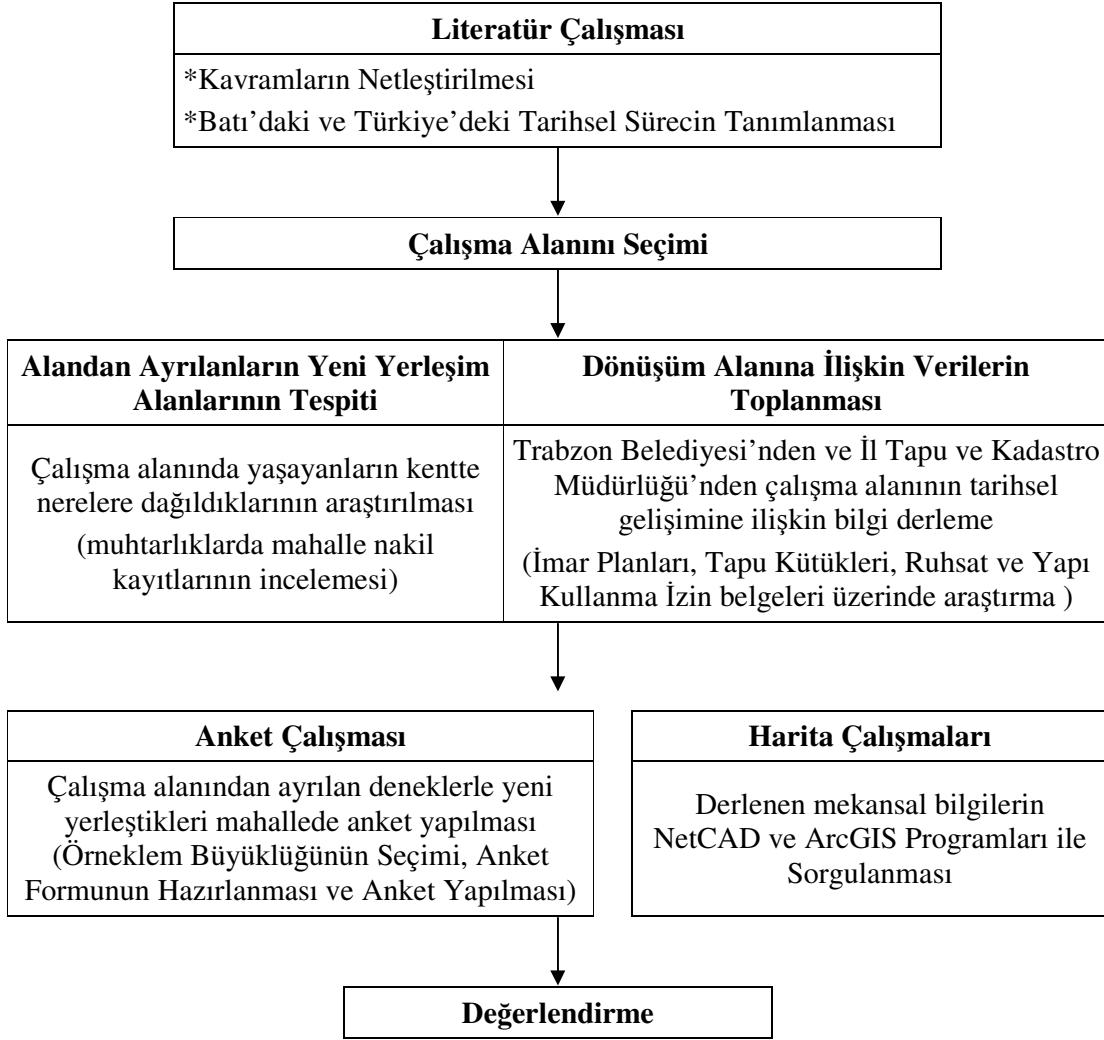 Literatür Çalışması
*Kavramların Netleştirilmesi
*Batı’daki ve Türkiye’deki Tarihsel Sürecin Tanımlanması
Çalışma Alanını Seçimi
Alandan Ayrılanların Yeni Yerleşim
Alanlarının Tespiti
Çalışma alanında yaşayanların kentte
nerelere dağıldıklarının araştırılması
(muhtarlıklarda mahalle nakil
kayıtlarının incelemesi)
Dönüşüm Alanına İlişkin Verilerin
Toplanması
Trabzon Belediyesi’nden ve İl Tapu ve Kadastro
Müdürlüğü’nden çalışma alanının tarihsel
gelişimine ilişkin bilgi derleme
(İmar Planları, Tapu Kütükleri, Ruhsat ve Yapı
Kullanma İzin belgeleri üzerinde araştırma )
Anket Çalışması
Çalışma alanından ayrılan deneklerle yeni
yerleştikleri mahallede anket yapılması
(Örneklem Büyüklüğünün Seçimi, Anket
Formunun Hazırlanması ve Anket Yapılması)
Harita Çalışmaları
Derlenen mekansal bilgilerin
NetCAD ve ArcGIS Programları ile
Sorgulanması
Değerlendirme